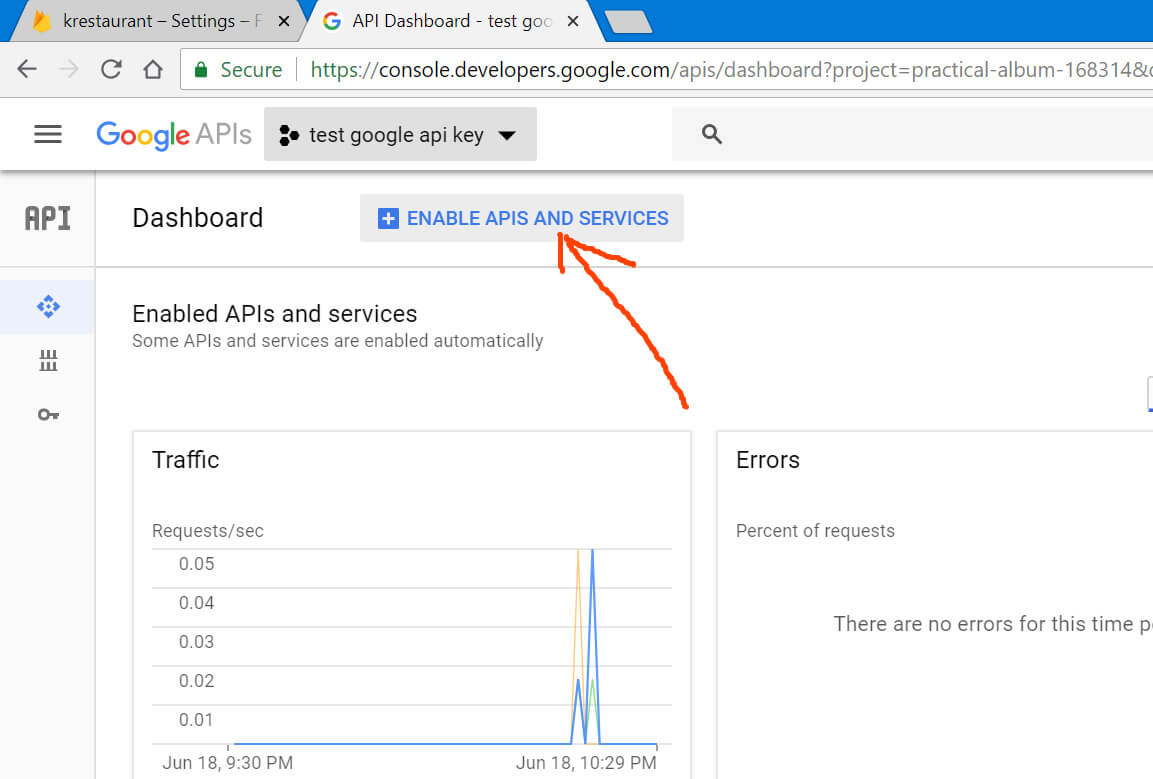 krestaurant – Settings – F
API Dashboard - test goo
Secure https://console.developers.google.com/apis/dashboard?project=practical-album-168314&
Google APIs test google api key
API Dashboard ENABLE APIS AND SERVICES
Enabled APIs and services
Some APIs and services are enabled automatically
Traffic
Requests/sec
0.05
0.04
0.03
0.02
0.01
Jun 18, 9:30 PM Jun 18, 10:29 PM
Errors
Percent of requests
There are no errors for this time p